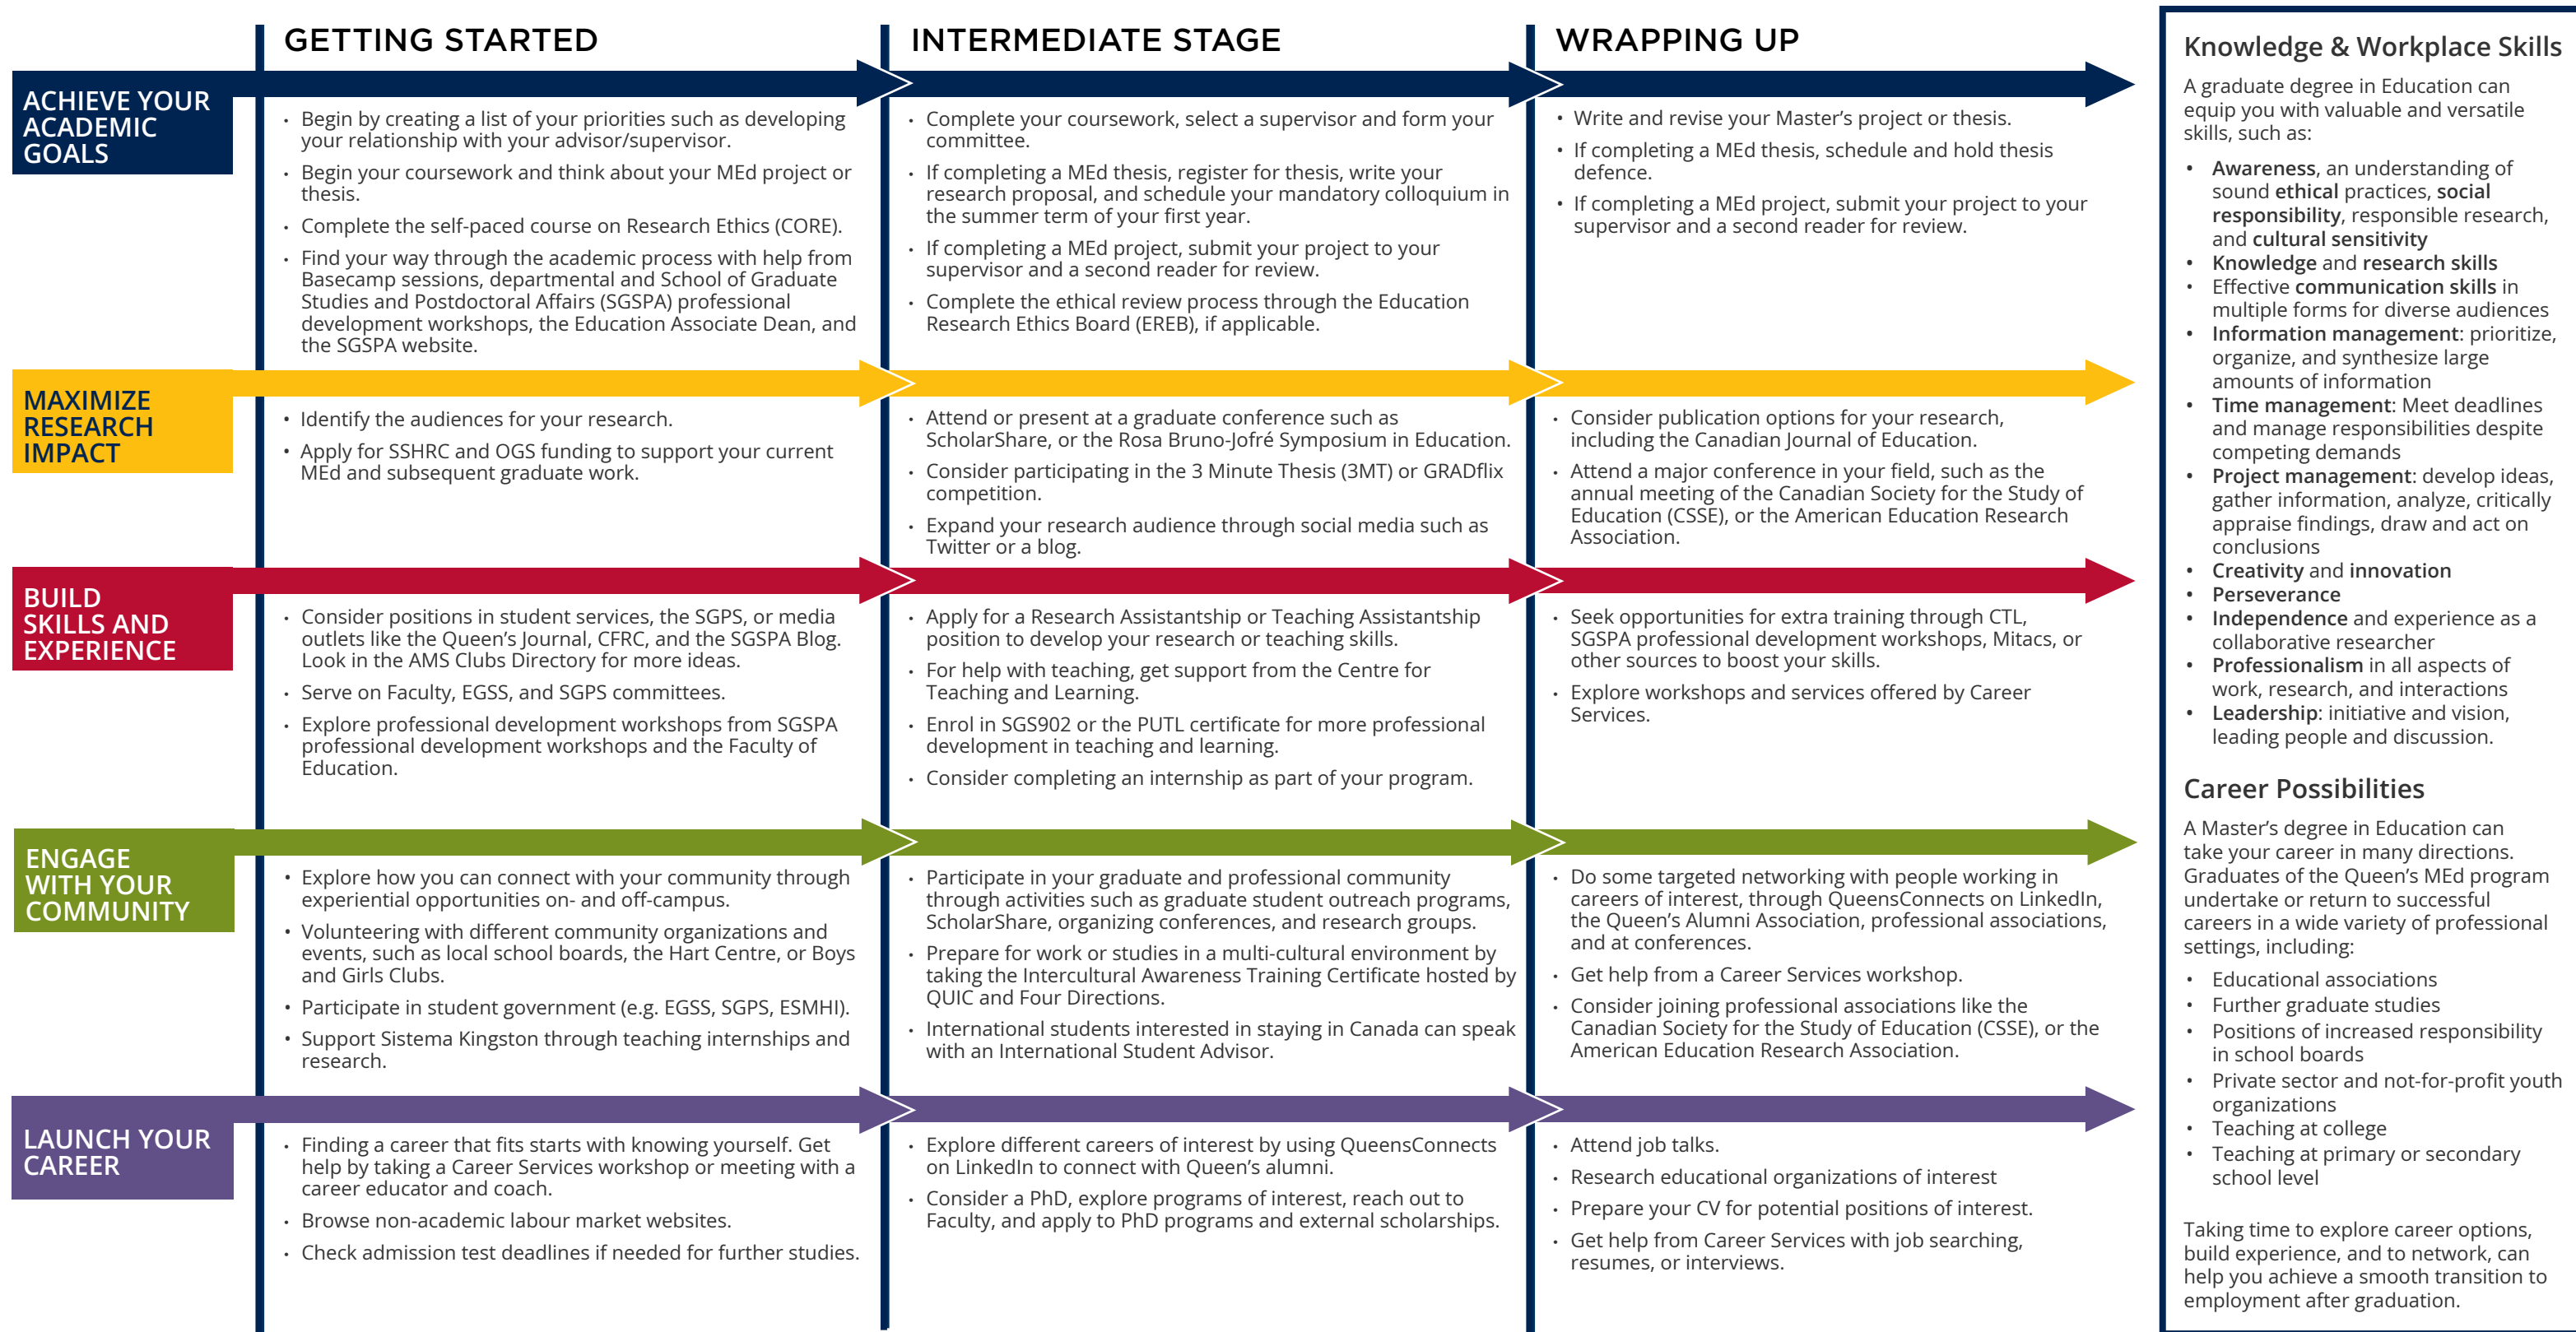 GETTING STARTED
INTERMEDIATE STAGE
WRAPPING UP
ACHIEVE YOUR
ACADEMIC
GOALS
• Begin by creating a list of your priorities such as developing
your relationship with your advisor/supervisor.
• Begin your coursework and think about your MEd project or
thesis.
• Complete the self-paced course on Research Ethics (CORE).
• Find your way through the academic process with help from
Basecamp sessions, departmental and School of Graduate
Studies and Postdoctoral Affairs (SGSPA) professional
development workshops, the Education Associate Dean, and
the SGSPA website.
• Complete your coursework, select a supervisor and form your
committee.
• If completing a MEd thesis, register for thesis, write your
research proposal, and schedule your mandatory colloquium in
the summer term of your first year.
• If completing a MEd project, submit your project to your
supervisor and a second reader for review.
• Complete the ethical review process through the Education
Research Ethics Board (EREB), if applicable.
• Write and revise your Master's project or thesis.
• If completing a MEd thesis, schedule and hold thesis
defence.
• If completing a MEd project, submit your project to your
supervisor and a second reader for review.
MAXIMIZE
RESEARCH
IMPACT
• Identify the audiences for your research.
• Apply for SSHRC and OGS funding to support your current
MEd and subsequent graduate work.
• Attend or present at a graduate conference such as
ScholarShare, or the Rosa Bruno-Jofré Symposium in Education.
• Consider participating in the 3 Minute Thesis (3MT) or GRADflix
competition.
• Expand your research audience through social media such as
Twitter or a blog.
• Consider publication options for your research,
including the Canadian Journal of Education.
• Attend a major conference in your field, such as the
annual meeting of the Canadian Society for the Study of
Education (CSSE), or the American Education Research
Association.
BUILD
SKILLS AND
EXPERIENCE
• Consider positions in student services, the SGPS, or media
outlets like the Queen's Journal, CFRC, and the SGSPA Blog.
Look in the AMS Clubs Directory for more ideas.
• Serve on Faculty, EGSS, and SGPS committees.
• Explore professional development workshops from SGSPA
professional development workshops and the Faculty of
Education.
• Apply for a Research Assistantship or Teaching Assistantship
position to develop your research or teaching skills.
• For help with teaching, get support from the Centre for
Teaching and Learning.
• Enrol in SGS902 or the PUTL certificate for more professional
development in teaching and learning.
• Consider completing an internship as part of your program.
• Seek opportunities for extra training through CTL,
SGSPA professional development workshops, Mitacs, or
other sources to boost your skills.
• Explore workshops and services offered by Career
Services.
ENGAGE
WITH YOUR
COMMUNITY
• Explore how you can connect with your community through
experiential opportunities on- and off-campus.
• Volunteering with different community organizations and
events, such as local school boards, the Hart Centre, or Boys
and Girls Clubs.
• Participate in student government (e.g. EGSS, SGPS, ESMHI).
• Support Sistema Kingston through teaching internships and
research.
• Participate in your graduate and professional community
through activities such as graduate student outreach programs,
ScholarShare, organizing conferences, and research groups.
• Prepare for work or studies in a multi-cultural environment by
taking the Intercultural Awareness Training Certificate hosted by
QUIC and Four Directions.
• International students interested in staying in Canada can speak
with an International Student Advisor.
• Do some targeted networking with people working in
careers of interest, through QueensConnects on LinkedIn,
the Queen's Alumni Association, professional associations,
and at conferences.
• Get help from a Career Services workshop.
• Consider joining professional associations like the
Canadian Society for the Study of Education (CSSE), or the
American Education Research Association.
LAUNCH YOUR
CAREER
• Finding a career that fits starts with knowing yourself. Get
help by taking a Career Services workshop or meeting with a
career educator and coach.
• Browse non-academic labour market websites.
• Check admission test deadlines if needed for further studies.
• Explore different careers of interest by using QueensConnects
on LinkedIn to connect with Queen's alumni.
• Consider a PhD, explore programs of interest, reach out to
Faculty, and apply to PhD programs and external scholarships.
• Attend job talks.
• Research educational organizations of interest
• Prepare your CV for potential positions of interest.
• Get help from Career Services with job searching,
resumes, or interviews.
Knowledge & Workplace Skills
A graduate degree in Education can
equip you with valuable and versatile
skills, such as:
• Awareness, an understanding of
sound ethical practices, social
responsibility, responsible research,
and cultural sensitivity
• Knowledge and research skills
• Effective communication skills in
multiple forms for diverse audiences
• Information management: prioritize,
organize, and synthesize large
amounts of information
• Time management: Meet deadlines
and manage responsibilities despite
competing demands
• Project management: develop ideas,
gather information, analyze, critically
appraise findings, draw and act on
conclusions
• Creativity and innovation
• Perseverance
• Independence and experience as a
collaborative researcher
• Professionalism in all aspects of
work, research, and interactions
• Leadership: initiative and vision,
leading people and discussion.
Career Possibilities
A Master's degree in Education can
take your career in many directions.
Graduates of the Queen's MEd program
undertake or return to successful
careers in a wide variety of professional
settings, including:
• Educational associations
• Further graduate studies
• Positions of increased responsibility
in school boards
• Private sector and not-for-profit youth
organizations
• Teaching at college
• Teaching at primary or secondary
school level
Taking time to explore career options,
build experience, and to network, can
help you achieve a smooth transition to
employment after graduation.